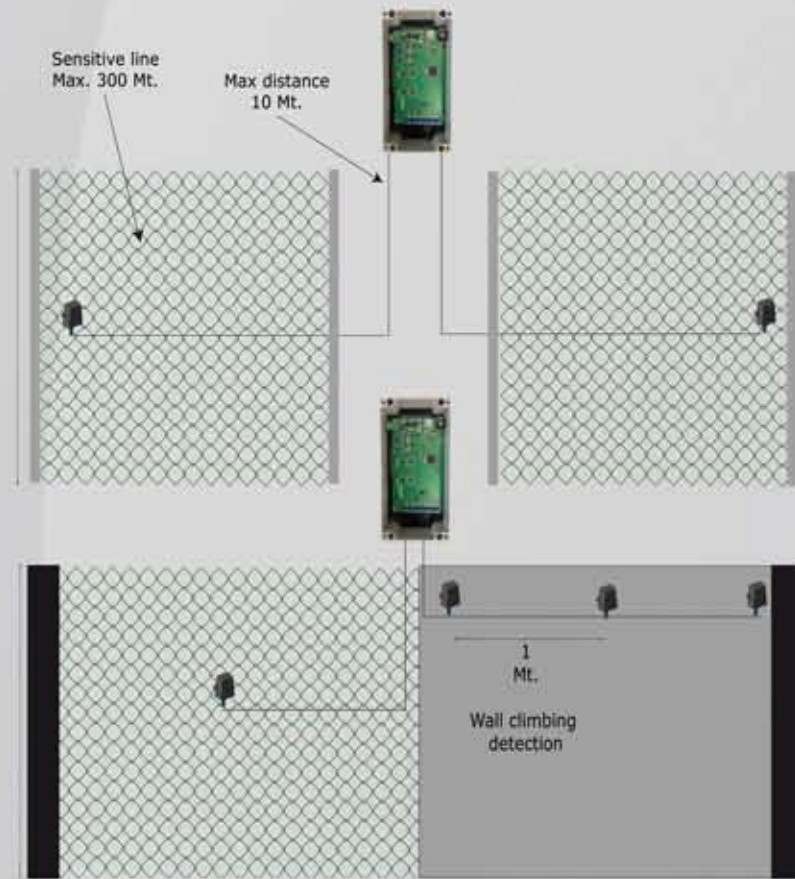 Sensitive line
Max. 300 Mt.
Max distance
10 Mt.
1
Mt.
Wall climbing
detection